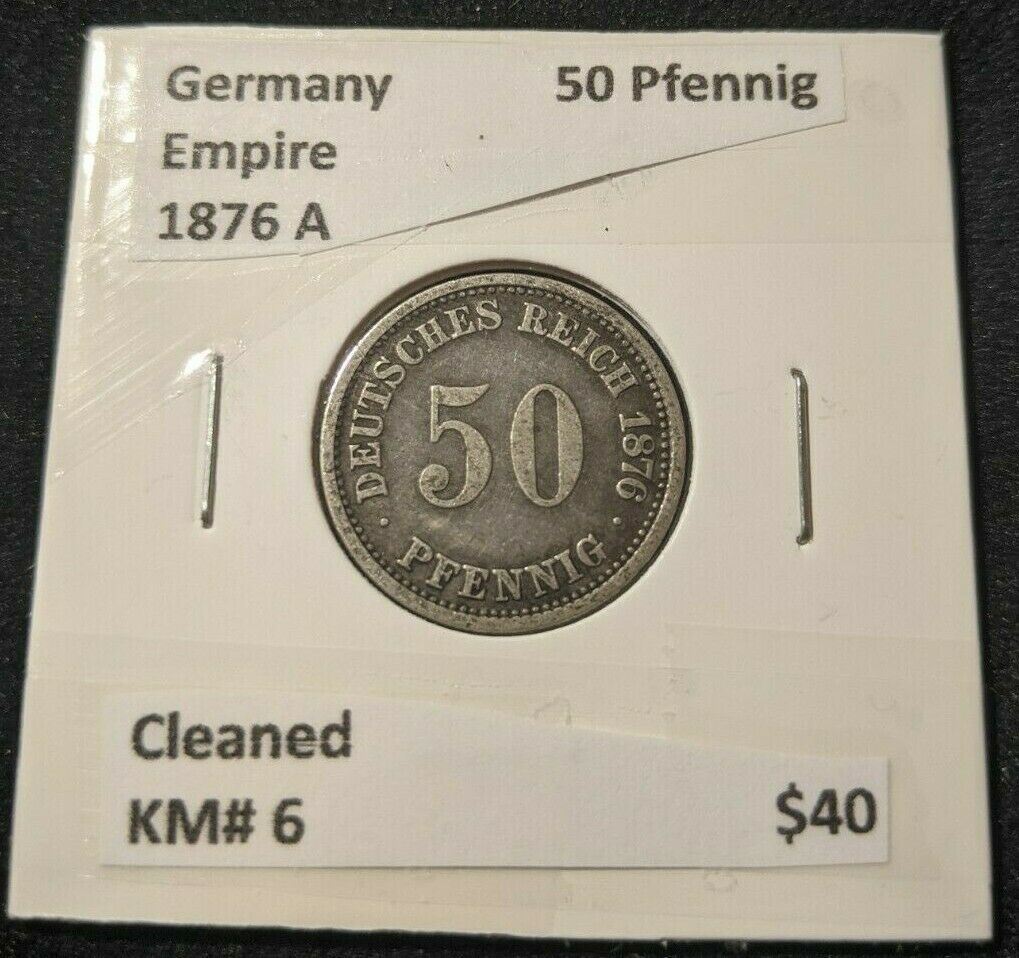 Germany 50 Pfennig
Empire
1876 A
DEUTSCHES REICH 1876
50
· PFENNIG ·
Cleaned
KM# 6 $40